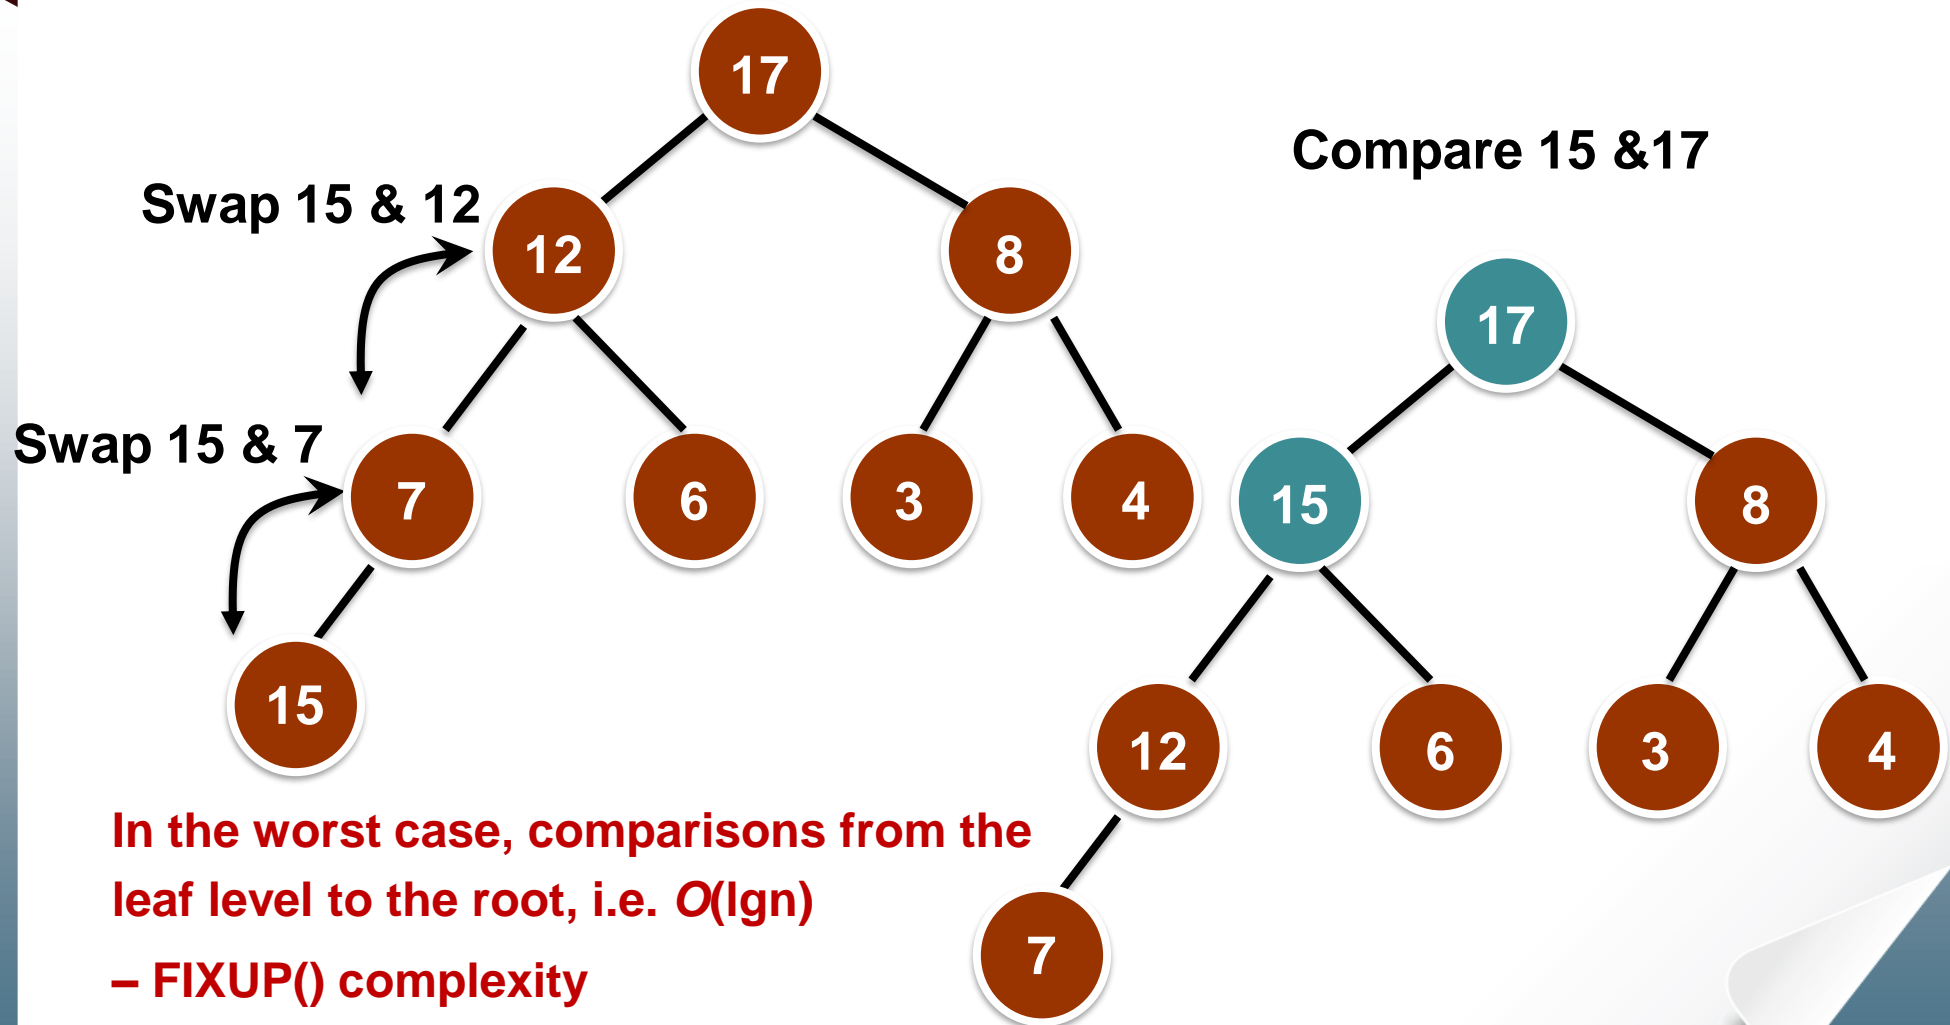 17
Compare 15 &17
Swap 15 & 12
12
8
17
Swap 15 & 7
7
6
3
4
15
8
15
12
6
3
4
In the worst case, comparisons from the
leaf level to the root, i.e. O(lgn)
7
– FIXUP() complexity